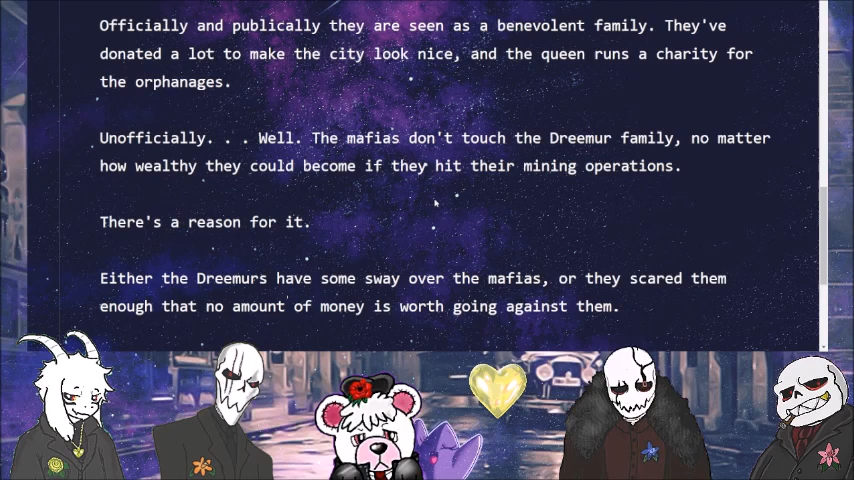 Officially and publically they are seen as a benevolent family. They've
donated a lot to make the city look nice, and the queen runs a charity for
the orphanages.
Unofficially. . . Well. The mafias don't touch the Dreemur family, no matter
how wealthy they could become if they hit their mining operations.
There's a reason for it.
Either the Dreemurs have some sway over the mafias, or they scared them
enough that no amount of money is worth going against them.